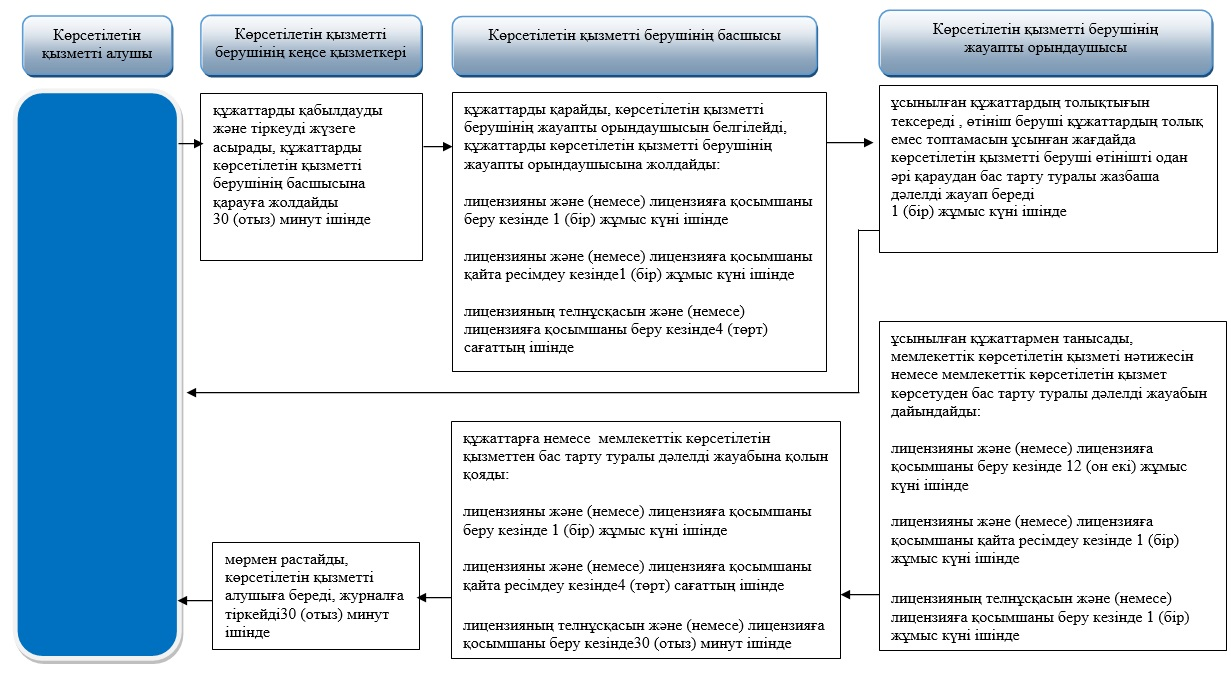 Көрсетілетін
қызметті алушы
Көрсетілетін қызметті
берушінің кеңсе қызметкері
Көрсетілетін қызметті берушінің басшысы
Көрсетілетін қызметті берушінің
жауапты орындаушысы
құжаттарды қабылдауды
және тіркеуді жүзеге
асырады, құжаттарды
көрсетілетін қызметті
берушінің басшысына
қарауға жолдайды
30 (отыз) минут ішінде
құжаттарды қарайды, көрсетілетін қызметті
берушінің жауапты орындаушысын белгілейді,
құжаттарды көрсетілетін қызметті берушінің
жауапты орындаушысына жолдайды:
лицензияны және (немесе) лицензияға қосымшаны
беру кезінде 1 (бір) жұмыс күні ішінде
лицензияны және (немесе) лицензияға қосымшаны
қайта ресімдеу кезінде1 (бір) жұмыс күні ішінде
лицензияның телнұсқасын және (немесе)
лицензияға қосымшаны беру кезінде4 (төрт)
сағаттың ішінде
ұсынылған құжаттардың толықтығын
тексереді , өтініш беруші құжаттардың толық
емес топтамасын ұсынған жағдайда
көрсетілетін қызметті беруші өтінішті одан
әрі қараудан бас тарту туралы жазбаша
дәлелді жауап береді
1 (бір) жұмыс күні ішінде
ұсынылған құжаттармен танысады,
мемлекеттік көрсетілетін қызметі нәтижесін
немесе мемлекеттік көрсетілетін қызмет
көрсетуден бас тарту туралы дәлелді жауабын
дайындайды:
лицензияны және (немесе) лицензияға
қосымшаны беру кезінде 12 (он екі) жұмыс
күні ішінде
лицензияны және (немесе) лицензияға
қосымшаны қайта ресімдеу кезінде 1 (бір)
жұмыс күні ішінде
лицензияның телнұсқасын және (немесе)
лицензияға қосымшаны беру кезінде 1 (бір)
жұмыс күні ішінде
құжаттарға немесе  мемлекеттік көрсетілетін
қызметтен бас тарту туралы дәлелді жауабына қолын
қояды:
лицензияны және (немесе) лицензияға қосымшаны
беру кезінде 1 (бір) жұмыс күні ішінде
лицензияны және (немесе) лицензияға қосымшаны
қайта ресімдеу кезінде4 (төрт) сағаттың ішінде
лицензияның телнұсқасын және (немесе) лицензияға
қосымшаны беру кезінде30 (отыз) минут ішінде
мөрмен растайды,
көрсетілетін қызметті
алушыға береді, журналға
тіркейді30 (отыз) минут
ішінде